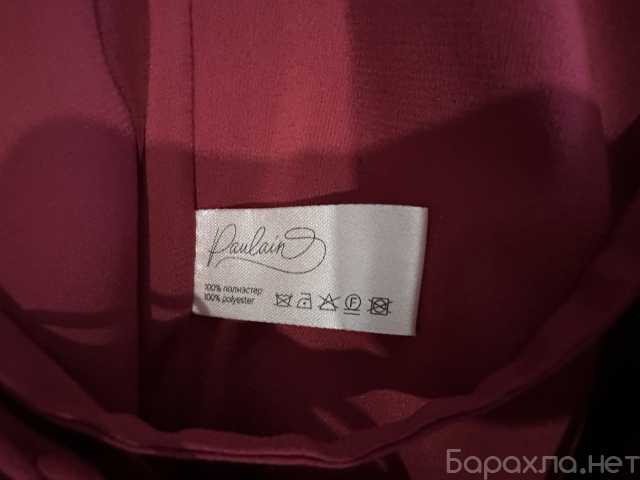 Paulain
100% полиэстер
100% polyester
F
Барахла.нет